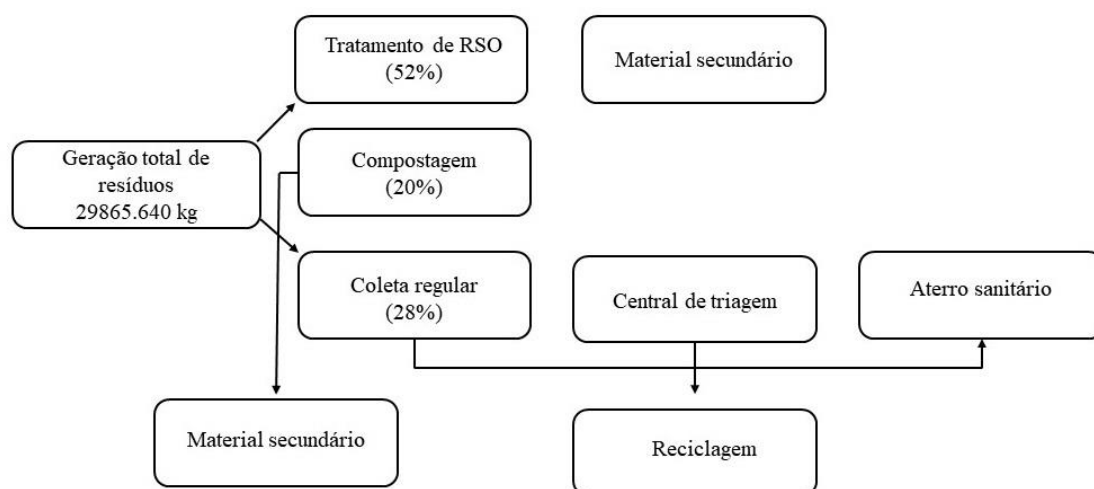 Tratamento de RSO
(52%)
Material secundário
Geração total de
resíduos
29865.640 kg
Compostagem
(20%)
Coleta regular
(28%)
Central de triagem
Aterro sanitário
Material secundário
Reciclagem